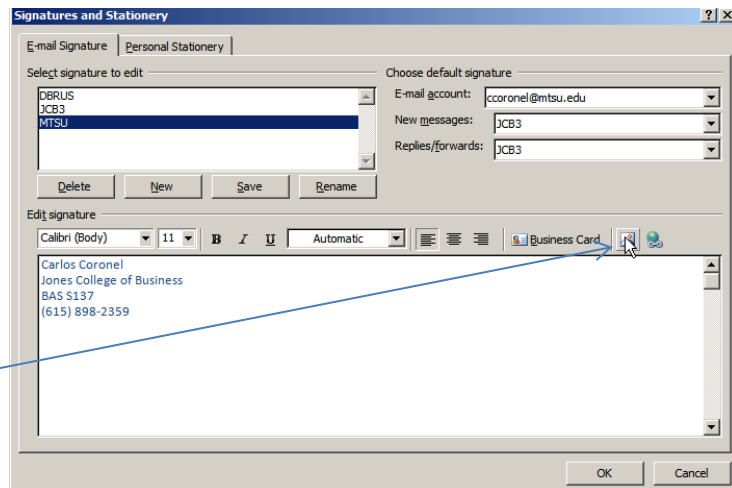 Signatures and Stationery
E-mail Signature Personal Stationery
Select signature to edit
DBRUS
JCB3
MTSU
Delete New Save Rename
Choose default signature
E-mail account: ccoronel@mtsu.edu
New messages: JCB3
Replies/forwards: JCB3
Edit signature
Calibri (Body) 11 B I U Automatic Business Card
Carlos Coronel
Jones College of Business
BAS S137
(615) 898-2359
OK Cancel